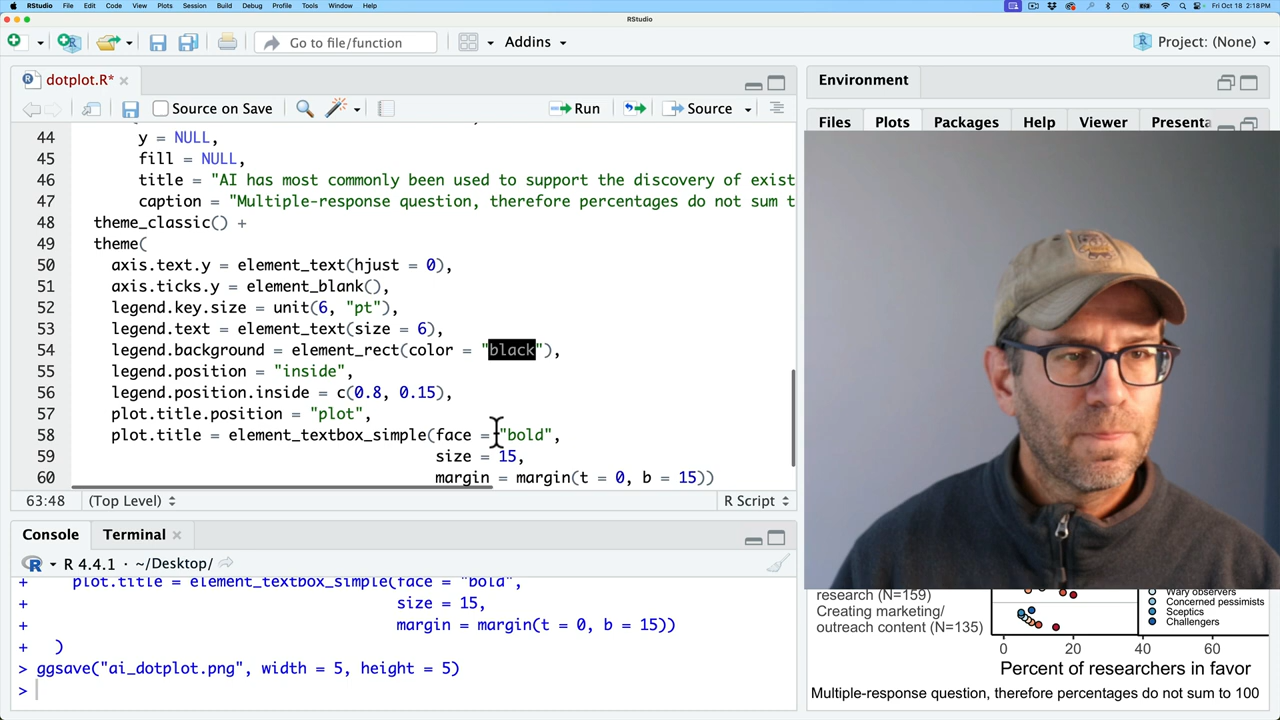 RStudio File Edit Code View Plots Session Build Debug Profile Tools Window Help
Fri Oct 18 2:18 PM
RStudio
Go to file/function
Addins
Project: (None)
dotplot.R*
Source on Save
Run
Source
44 y = NULL,
45 fill = NULL,
46 title = "AI has most commonly been used to support the discovery of exist
47 caption = "Multiple-response question, therefore percentages do not sum t
48 theme_classic() +
49 theme(
50 axis.text.y = element_text(hjust = 0),
51 axis.ticks.y = element_blank(),
52 legend.key.size = unit(6, "pt"),
53 legend.text = element_text(size = 6),
54 legend.background = element_rect(color = "black"),
55 legend.position = "inside",
56 legend.position.inside = c(0.8, 0.15),
57 plot.title.position = "plot",
58 plot.title = element_textbox_simple(face = "bold",
59 size = 15,
60 margin = margin(t = 0, b = 15))
63:48 (Top Level) R Script
Console Terminal
R 4.4.1 · ~/Desktop/
+ plot.title = element_textbox_simple(face = "bold",
+ size = 15,
+ margin = margin(t = 0, b = 15))
+ )
> ggsave("ai_dotplot.png", width = 5, height = 5)
>
Environment
Files Plots Packages Help Viewer Presenta
research (N=159)
Creating marketing/
outreach content (N=135)
Wary observers
Concerned pessimists
Sceptics
Challengers
0 20 40 60
Percent of researchers in favor
Multiple-response question, therefore percentages do not sum to 100